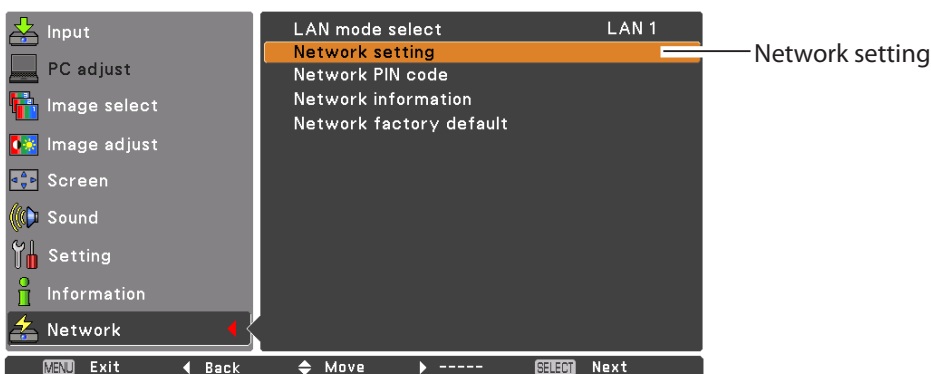 Input
PC adjust
Image select
Image adjust
Screen
Sound
Setting
Information
Network
LAN mode select LAN 1
Network setting
Network PIN code
Network information
Network factory default
Network setting
MENU Exit Back Move ----- SELECT Next